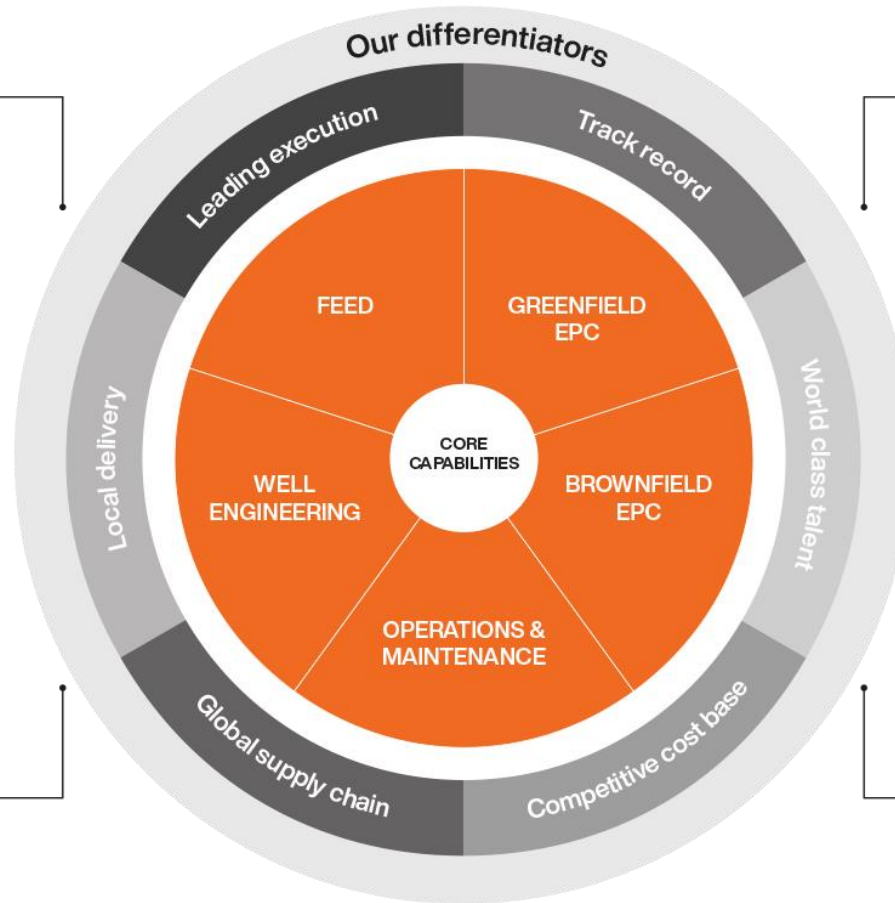 Our differentiators
Leading execution
Track record
World class talent
Competitive cost base
Global supply chain
Local delivery
FEED
GREENFIELD
EPC
BROWNFIELD
EPC
OPERATIONS &
MAINTENANCE
WELL
ENGINEERING
CORE
CAPABILITIES